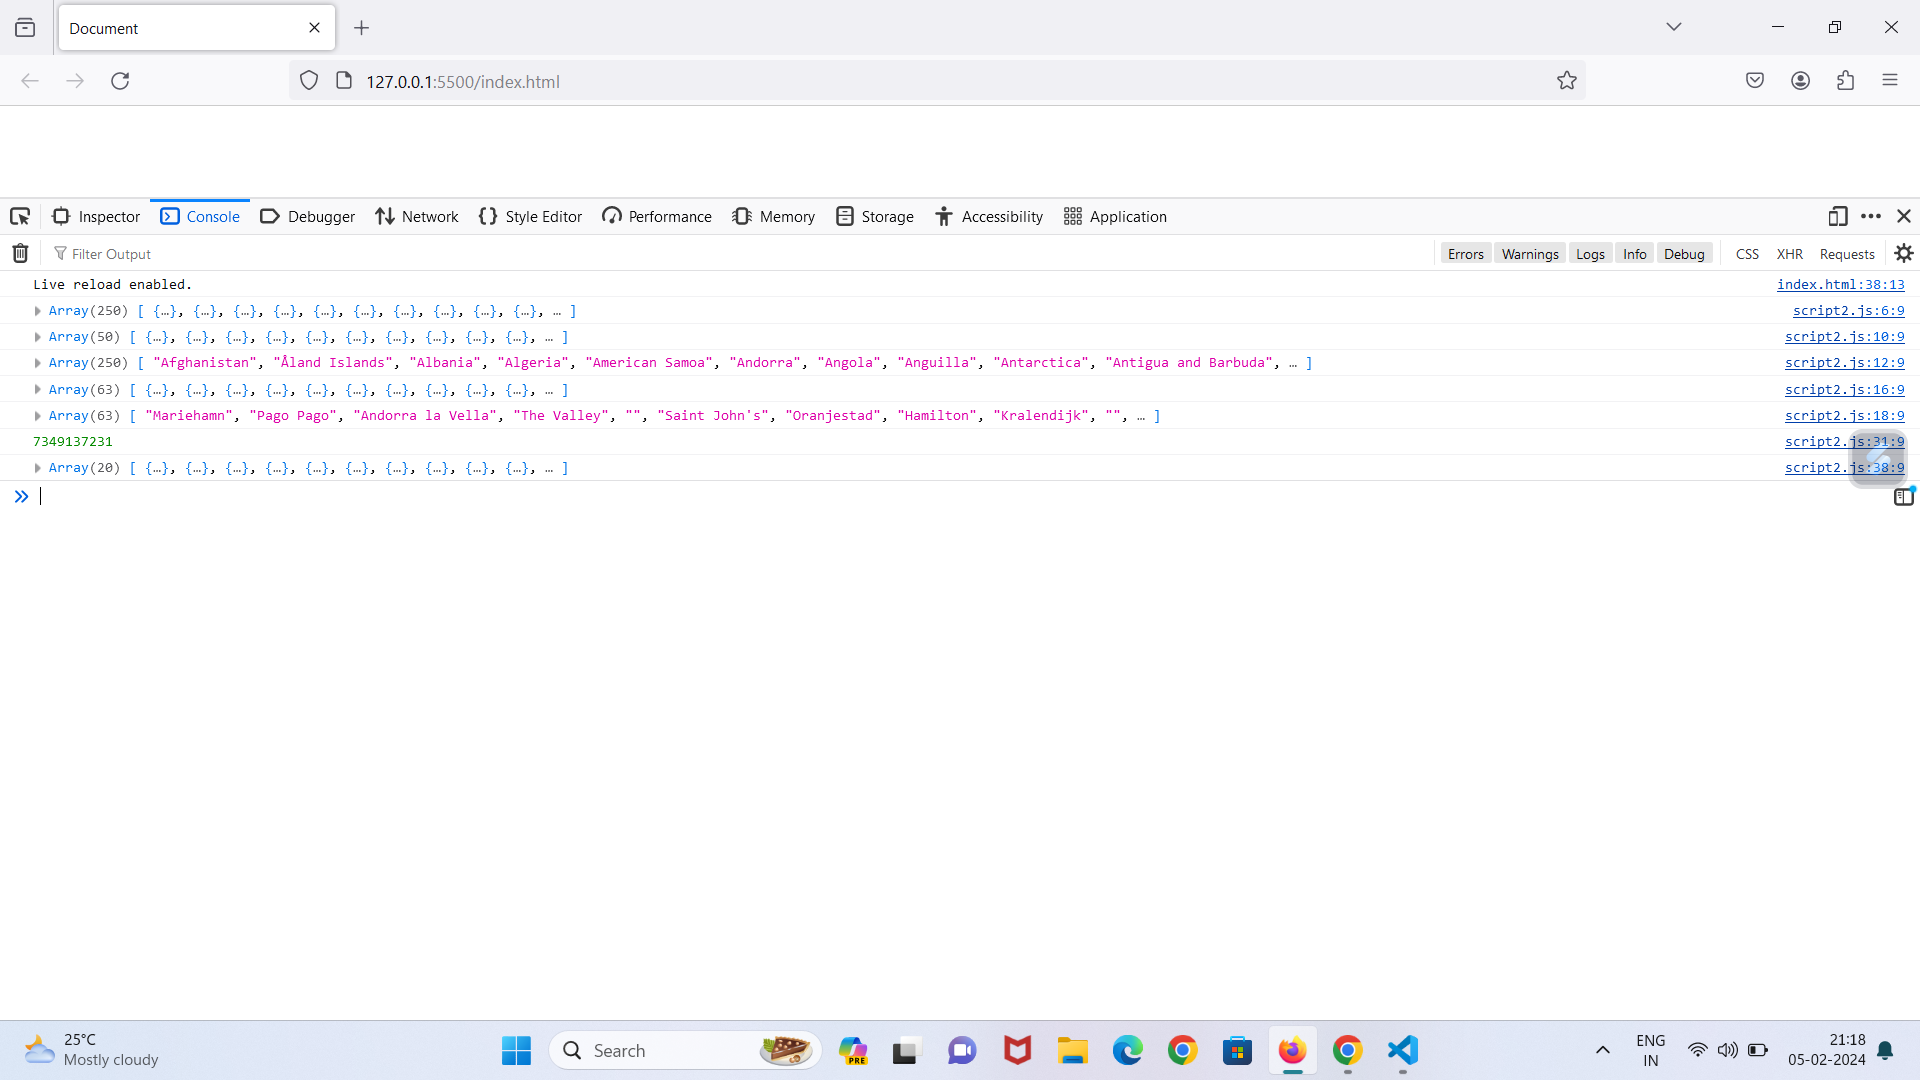 Document
127.0.0.1:5500/index.html
Inspector Console Debugger Network Style Editor Performance Memory Storage Accessibility Application
Filter Output Errors Warnings Logs Info Debug CSS XHR Requests
Live reload enabled. index.html:38:13
Array(250) [ {…}, {…}, {…}, {…}, {…}, {…}, {…}, {…}, {…}, {…}, … ] script2.js:6:9
Array(50) [ {…}, {…}, {…}, {…}, {…}, {…}, {…}, {…}, {…}, {…}, … ] script2.js:10:9
Array(250) [ "Afghanistan", "Åland Islands", "Albania", "Algeria", "American Samoa", "Andorra", "Angola", "Anguilla", "Antarctica", "Antigua and Barbuda", … ] script2.js:12:9
Array(63) [ {…}, {…}, {…}, {…}, {…}, {…}, {…}, {…}, {…}, {…}, … ] script2.js:16:9
Array(63) [ "Mariehamn", "Pago Pago", "Andorra la Vella", "The Valley", "", "Saint John's", "Oranjestad", "Hamilton", "Kralendijk", "", … ] script2.js:18:9
7349137231 script2.js:31:9
Array(20) [ {…}, {…}, {…}, {…}, {…}, {…}, {…}, {…}, {…}, {…}, … ] script2.js:38:9
25°C
Mostly cloudy
Search
PRE
ENG
IN
21:18
05-02-2024